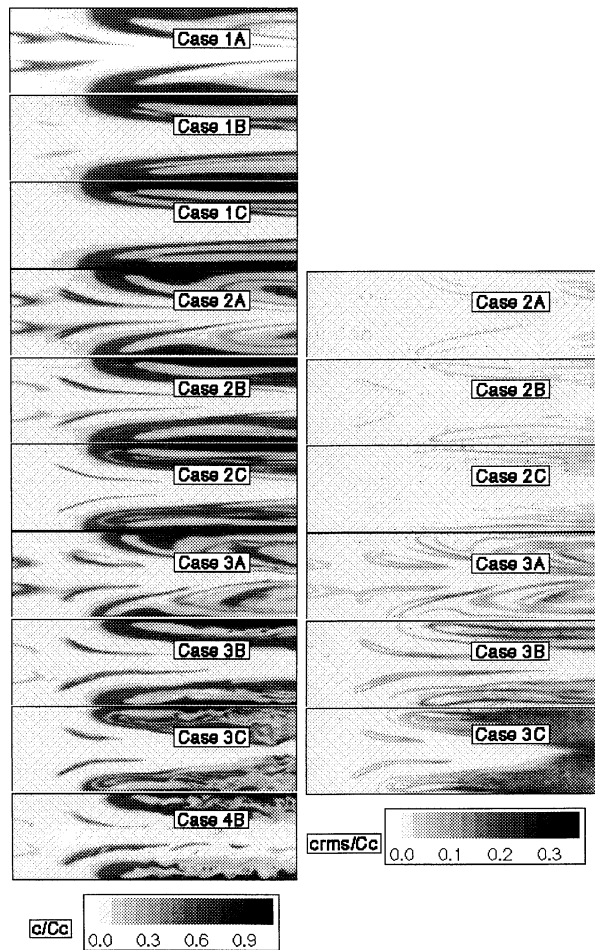 Case 1A
Case 1B
Case 1C
Case 2A
Case 2B
Case 2C
Case 3A
Case 3B
Case 3C
Case 4B
c/Cc
0.0 0.3 0.6 0.9
Case 2A
Case 2B
Case 2C
Case 3A
Case 3B
Case 3C
crms/Cc
0.0 0.1 0.2 0.3